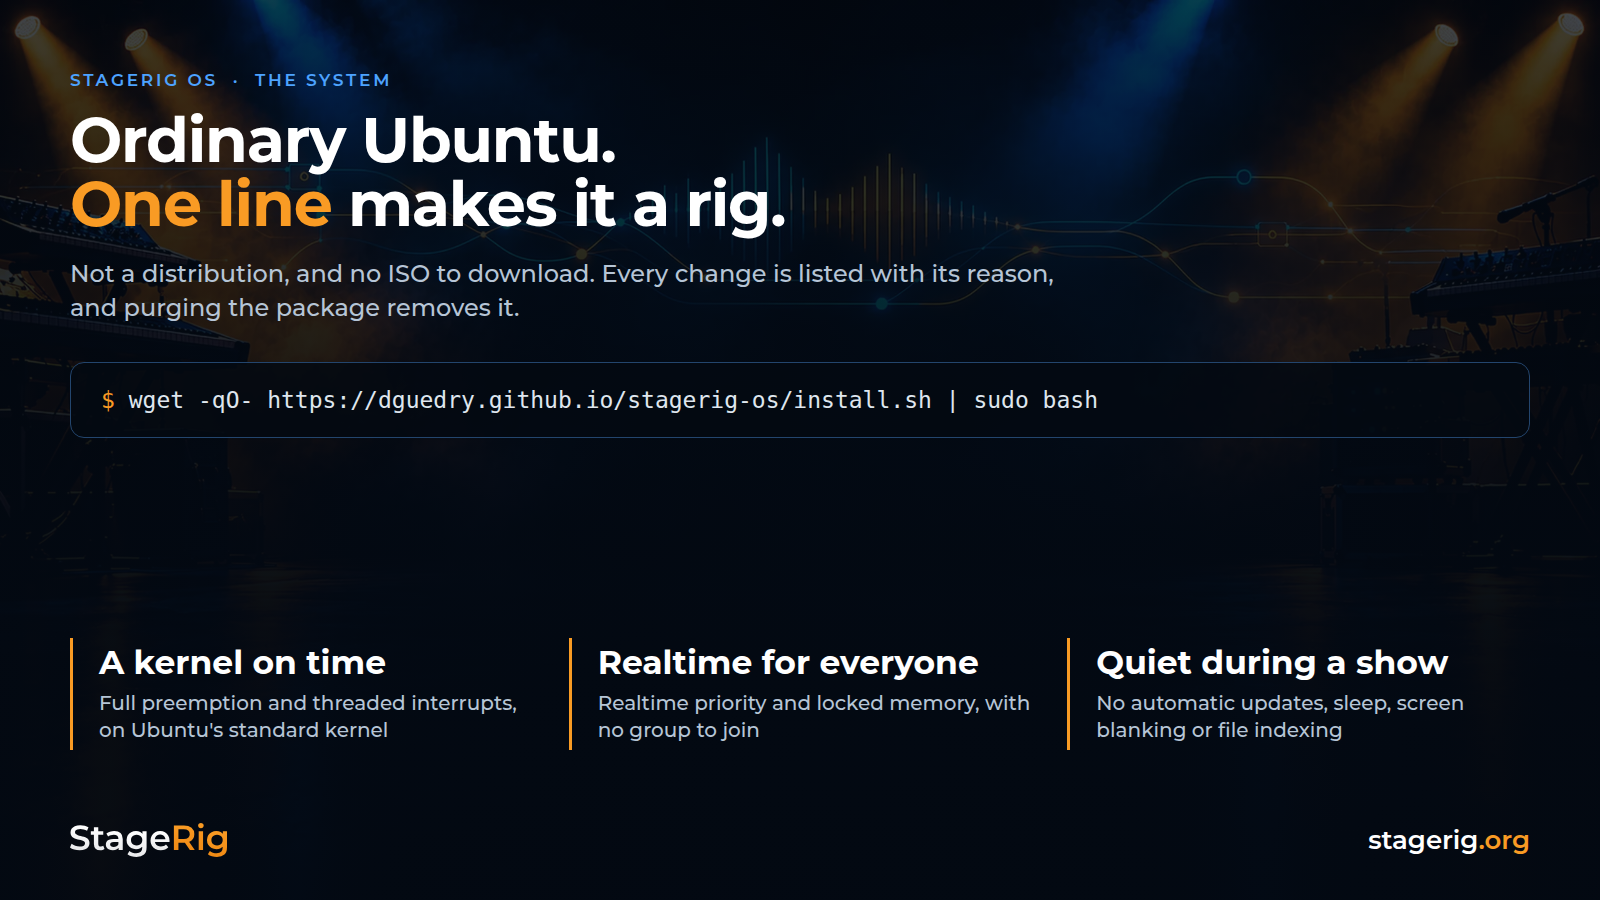 STAGERIG OS · THE SYSTEM
Ordinary Ubuntu.
One line makes it a rig.
Not a distribution, and no ISO to download. Every change is listed with its reason,
and purging the package removes it.
$ wget -qO- https://dguedry.github.io/stagerig-os/install.sh | sudo bash
A kernel on time
Full preemption and threaded interrupts,
on Ubuntu's standard kernel
Realtime for everyone
Realtime priority and locked memory, with
no group to join
Quiet during a show
No automatic updates, sleep, screen
blanking or file indexing
StageRig
stagerig.org